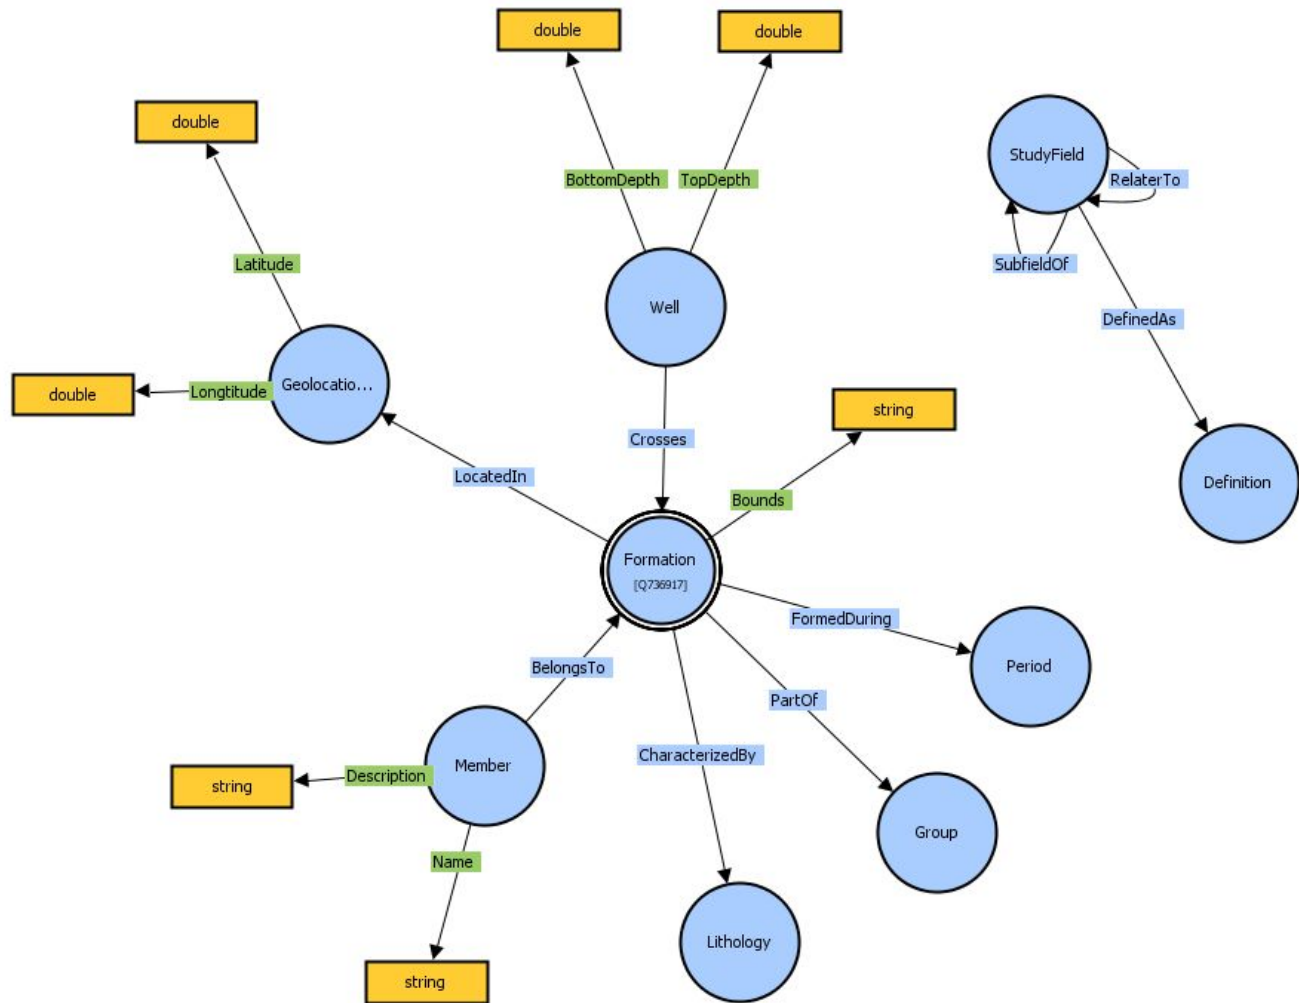 double
double
double
StudyField
RelaterTo
BottomDepth
TopDepth
Latitude
SubfieldOf
Well
DefinedAs
Geolocatio...
double
Longtitude
string
Crosses
LocatedIn
Definition
Bounds
Formation
[Q736917]
FormedDuring
BelongsTo
Period
PartOf
CharacterizedBy
Member
Description
string
Group
Name
Lithology
string